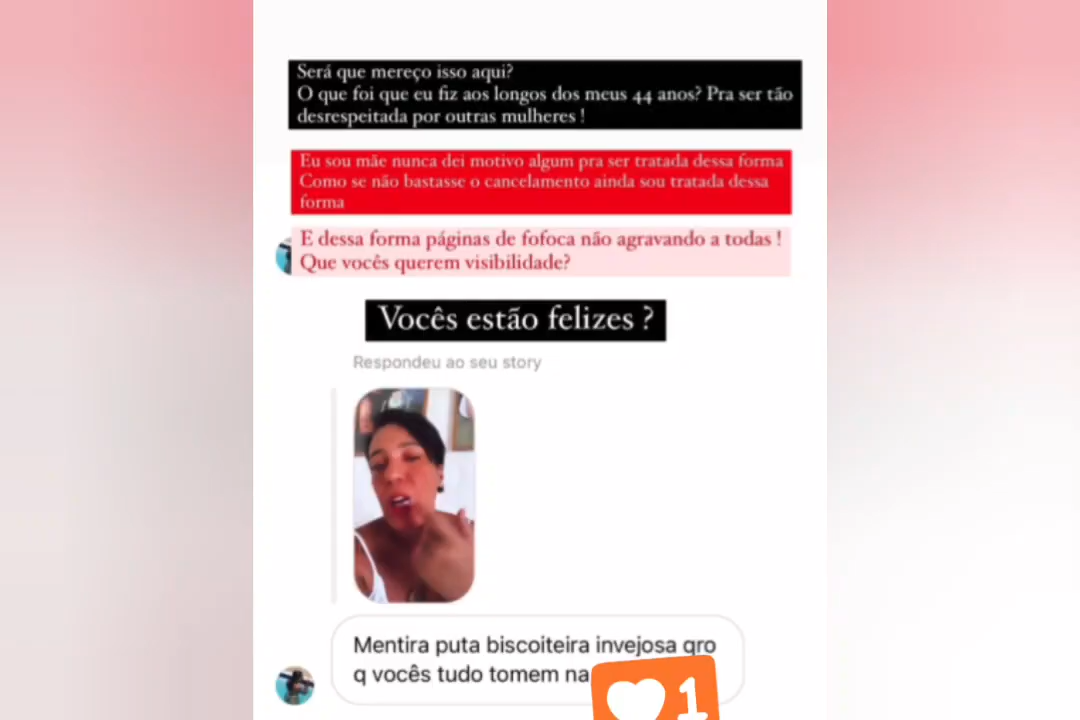 Será que mereço isso aqui?
O que foi que eu fiz aos longos dos meus 44 anos? Pra ser tão
desrespeitada por outras mulheres !
Eu sou mãe nunca dei motivo algum pra ser tratada dessa forma
Como se não bastasse o cancelamento ainda sou tratada dessa
forma
E dessa forma páginas de fofoca não agravando a todas !
Que vocês querem visibilidade?
Vocês estão felizes ?
Respondeu ao seu story
Mentira puta biscoiteira invejosa qro
q vocês tudo tomem na
1